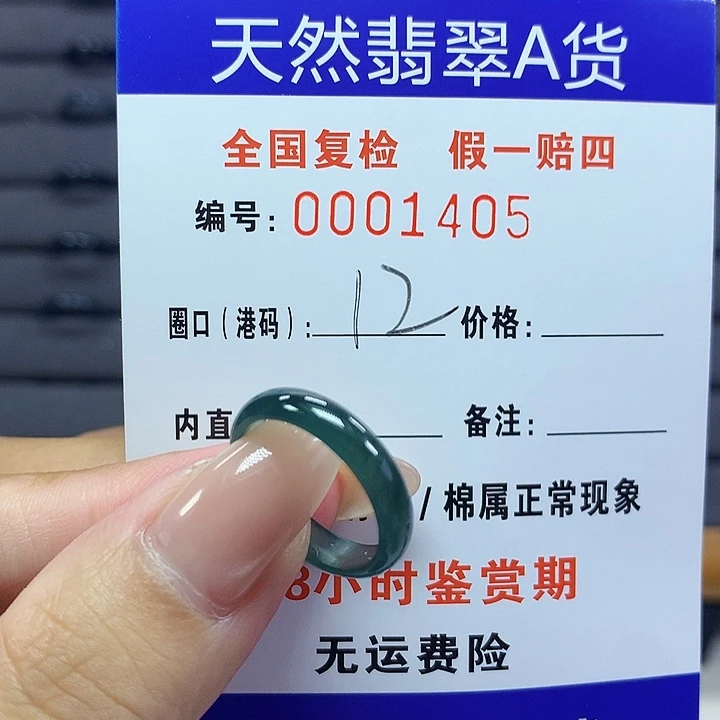 天然翡翠A货
全国复检 假一赔四
编号: 0001405
圈口(港码): 12 价格:
内直 备注:
/ 棉属正常现象
8小时鉴赏期
无运费险